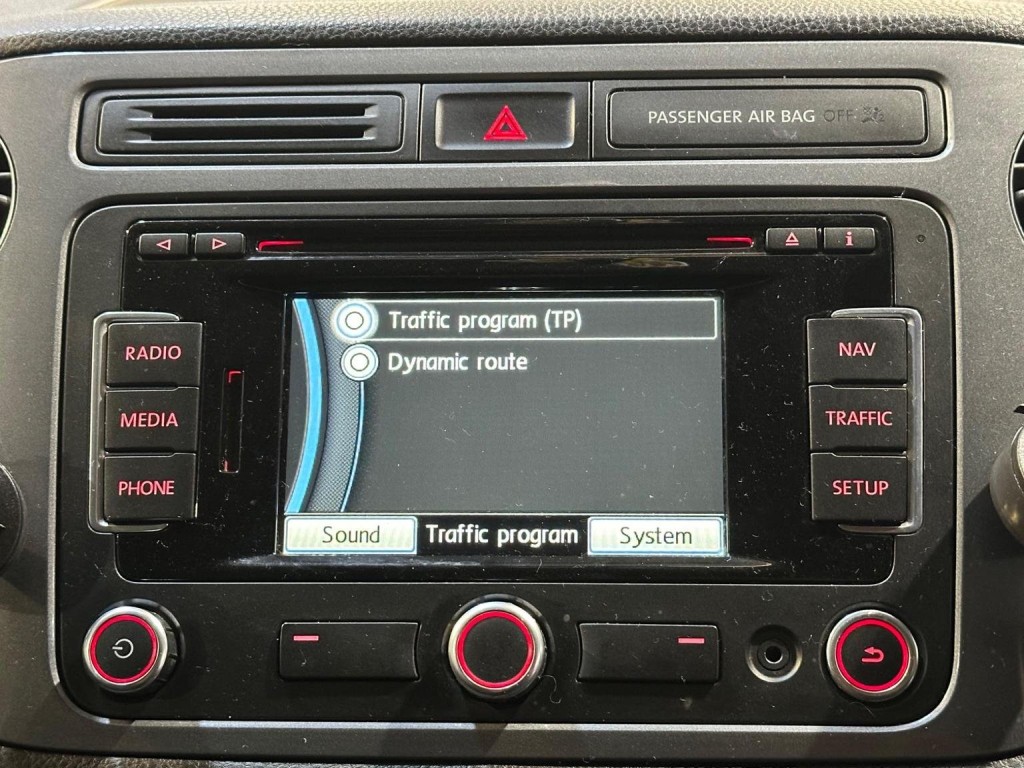 PASSENGER AIR BAG OFF
RADIO
MEDIA
PHONE
Traffic program (TP)
Dynamic route
Sound
Traffic program
System
NAV
TRAFFIC
SETUP